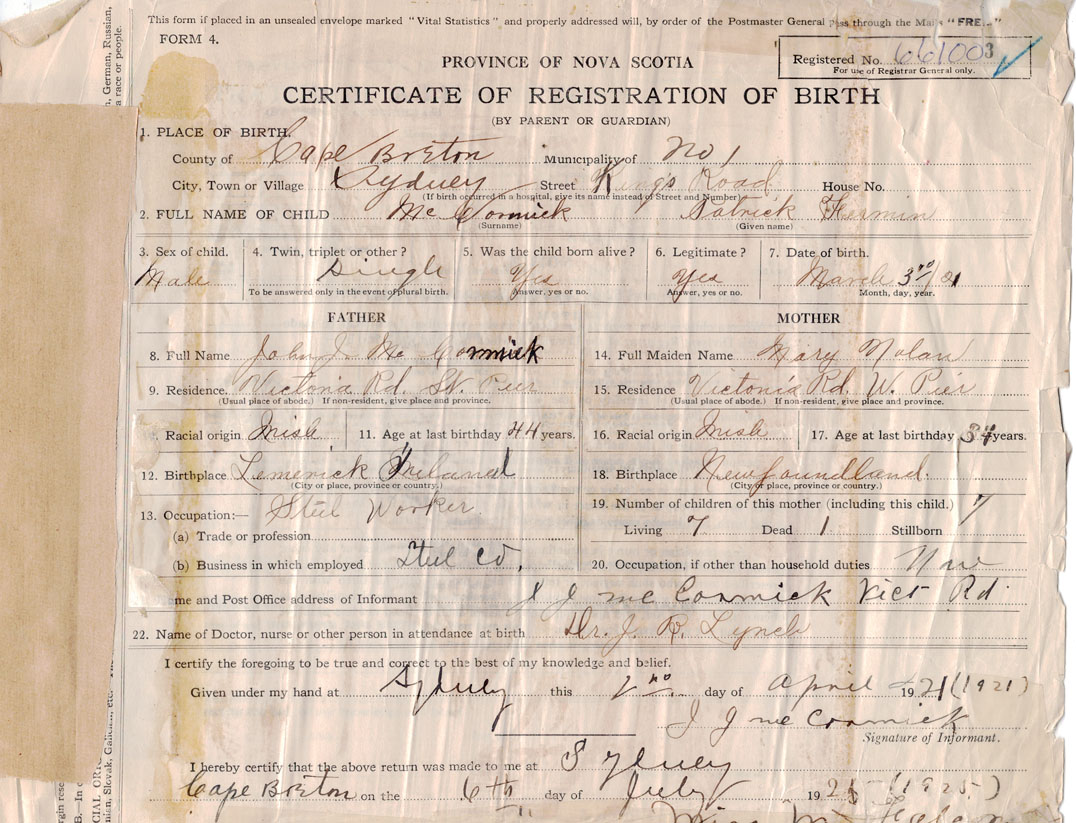 This form if placed in an unsealed envelope marked "Vital Statistics" and properly addressed will, by order of the Postmaster General pass through the Mails "FREE."
FORM 4.
Registered No. 661003
For use of Registrar General only.
PROVINCE OF NOVA SCOTIA
CERTIFICATE OF REGISTRATION OF BIRTH
(BY PARENT OR GUARDIAN)
1. PLACE OF BIRTH.
County of Cape Breton Municipality of No 1
City, Town or Village Sydney Street Kings Road House No.
(If birth occurred in a hospital, give its name instead of Street and Number)
2. FULL NAME OF CHILD McCormick Patrick Fermin
(Surname) (Given name)
3. Sex of child. 4. Twin, triplet or other? 5. Was the child born alive? 6. Legitimate? 7. Date of birth.
Male Single Yes Yes March 3rd/21
To be answered only in the event of plural birth. Answer, yes or no. Answer, yes or no. Month, day, year.
FATHER MOTHER
8. Full Name John J. McCormick 14. Full Maiden Name Mary Nolan
9. Residence. Victoria Rd. W. Pier 15. Residence Victoria Rd. W. Pier
(Usual place of abode.) If non-resident, give place and province. (Usual place of abode.) If non-resident, give place and province.
Racial origin Irish 11. Age at last birthday 44 years. 16. Racial origin Irish 17. Age at last birthday 34 years.
12. Birthplace Limerick Ireland 18. Birthplace Newfoundland.
(City or place, province or country.) (City or place, province or country.)
13. Occupation:— Steel Worker 19. Number of children of this mother (including this child.) 7
(a) Trade or profession Living 7 Dead 1 Stillborn
(b) Business in which employed Steel Co. 20. Occupation, if other than household duties
me and Post Office address of Informant J J McCormick Vict Rd.
22. Name of Doctor, nurse or other person in attendance at birth Dr. J. R. Lynch
I certify the foregoing to be true and correct to the best of my knowledge and belief.
Given under my hand at Sydney this 2nd day of April 1921 (1921)
J J McCormick
Signature of Informant.
I hereby certify that the above return was made to me at Sydney
Cape Breton on the 6th day of July 1925 (1925)
Miss M.